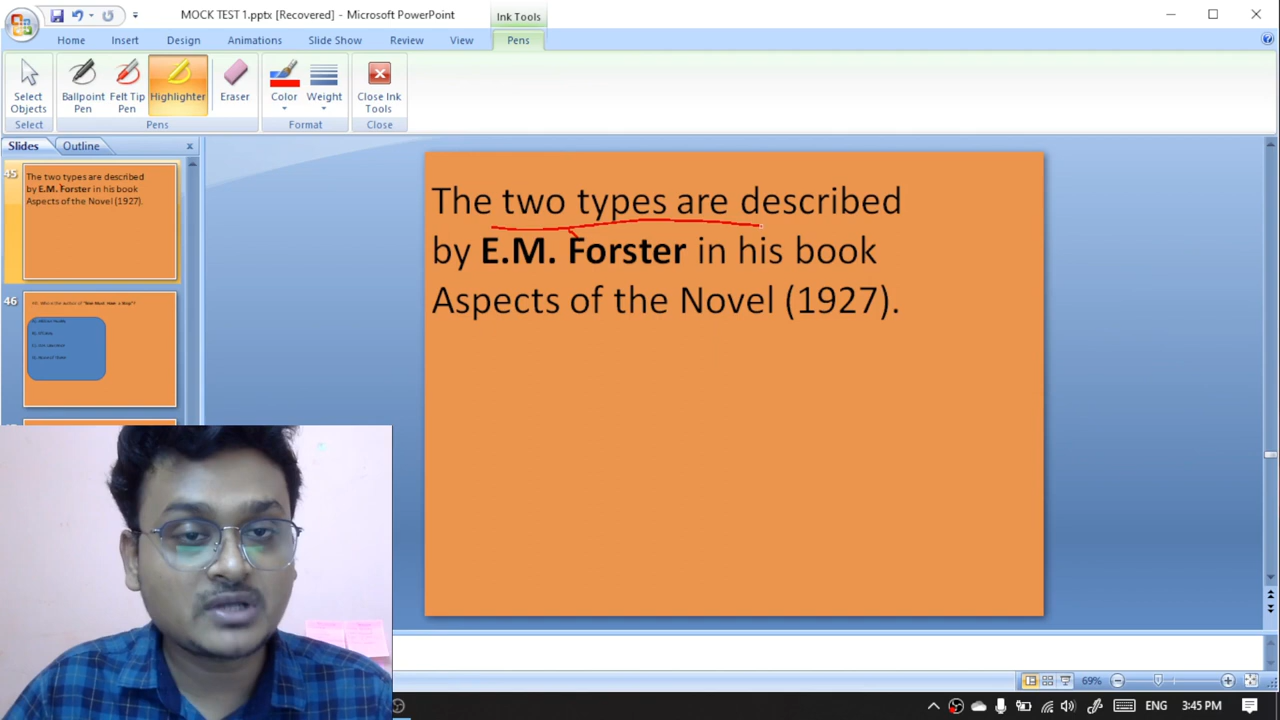 MOCK TEST 1.pptx [Recovered] - Microsoft PowerPoint
Ink Tools
Home Insert Design Animations Slide Show Review View Pens
Select Objects
Ballpoint Pen
Felt Tip Pen
Highlighter
Eraser
Color
Weight
Close Ink Tools
Select Pens Format Close
Slides Outline
45
The two types are described
by E.M. Forster in his book
Aspects of the Novel (1927).
46
The two types are described
by E.M. Forster in his book
Aspects of the Novel (1927).
69%
ENG 3:45 PM